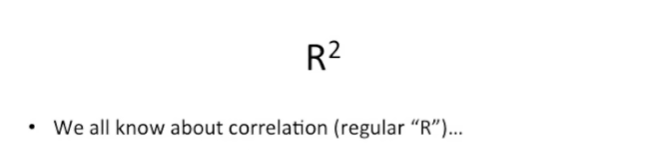 R²
• We all know about correlation (regular “R”)...